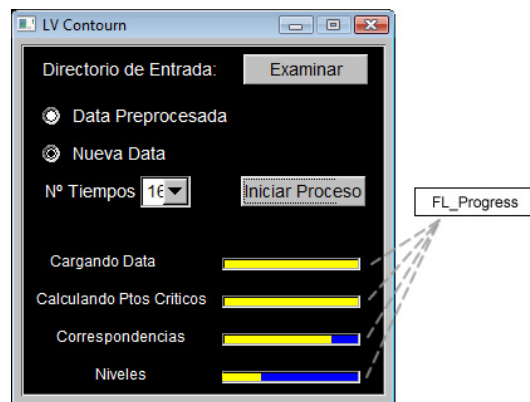 LV Contourn
Directorio de Entrada: Examinar
Data Preprocesada
Nueva Data
Nº Tiempos 16 Iniciar Proceso
FL_Progress
Cargando Data
Calculando Ptos Criticos
Correspondencias
Niveles